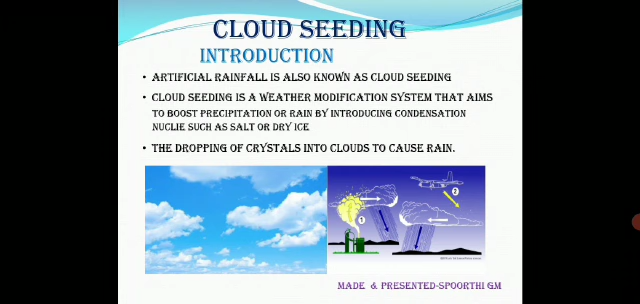 CLOUD SEEDING
INTRODUCTION
• ARTIFICIAL RAINFALL IS ALSO KNOWN AS CLOUD SEEDING
• CLOUD SEEDING IS A WEATHER MODIFICATION SYSTEM THAT AIMS
TO BOOST PRECIPITATION OR RAIN BY INTRODUCING CONDENSATION
NUCLIE SUCH AS SALT OR DRY ICE
• THE DROPPING OF CRYSTALS INTO CLOUDS TO CAUSE RAIN.
1
2
MADE & PRESENTED-SPOORTHI GM